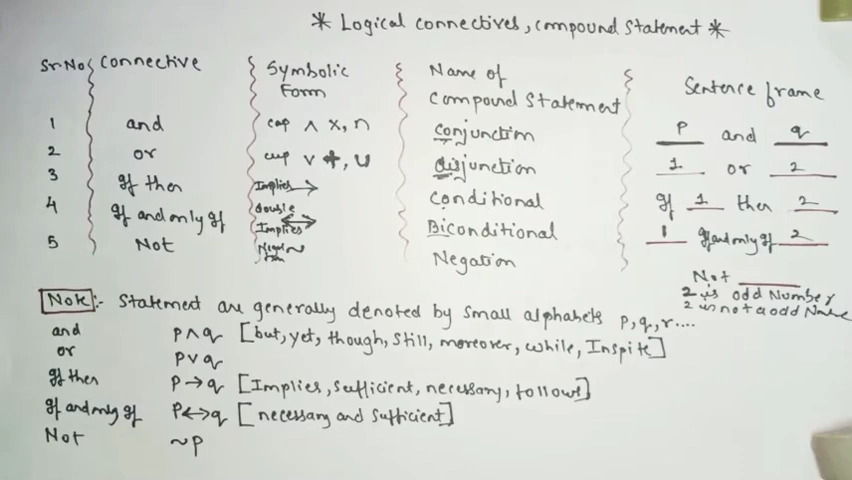 * Logical connectives, compound statement *
Sr.No Connective Symbolic Form Name of compound statement Sentence frame
1 and cap ∧ x, ∩ conjunction p and q
2 or cup ∨ +, ∪ disjunction 1 or 2
3 If then Implies → Conditional If 1 then 2
4 If and only if double Implies ↔ Biconditional 1 If and only if 2
5 Not ~ Negation Not
2 is odd Number
2 is not a odd
Note :- Statement are generally denoted by small alphabets p, q, r....
and p∧q [but, yet, though, still, moreover, while, Inspite]
or p∨q
If then p→q [Implies, sufficient, necessary, follows]
If and only if p↔q [necessary and sufficient]
Not ~p